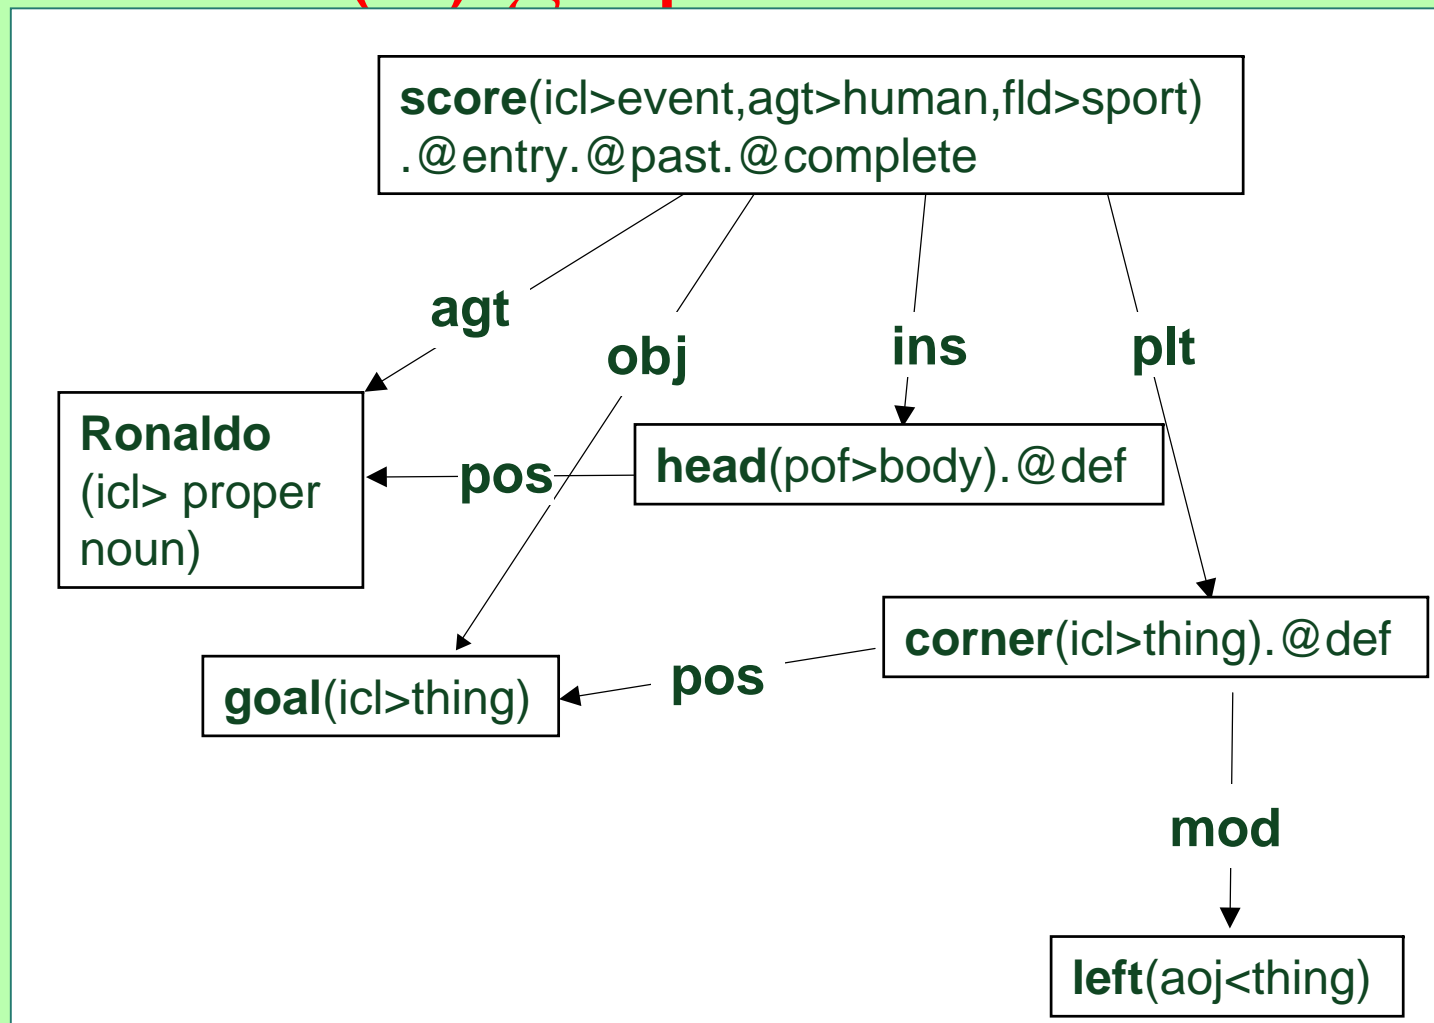 score(icl>event,agt>human,fld>sport)
.@entry.@past.@complete
agt
obj
ins
plt
Ronaldo
(icl> proper
noun)
pos
head(pof>body).@def
corner(icl>thing).@def
pos
goal(icl>thing)
mod
left(aoj<thing)